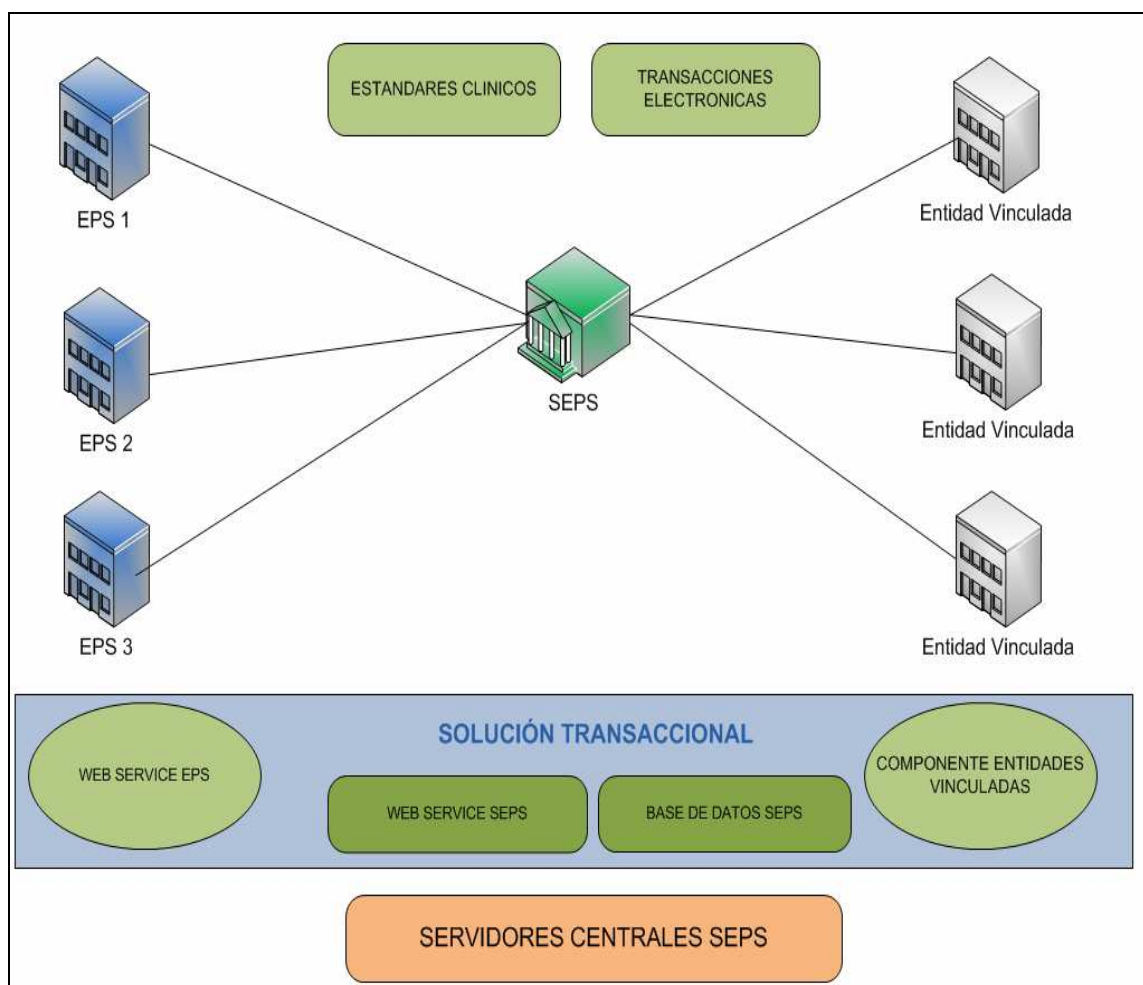 ESTANDARES CLINICOS
TRANSACCIONES
ELECTRONICAS
EPS 1
Entidad Vinculada
SEPS
EPS 2
Entidad Vinculada
EPS 3
Entidad Vinculada
SOLUCIÓN TRANSACCIONAL
WEB SERVICE EPS
COMPONENTE ENTIDADES
VINCULADAS
WEB SERVICE SEPS
BASE DE DATOS SEPS
SERVIDORES CENTRALES SEPS